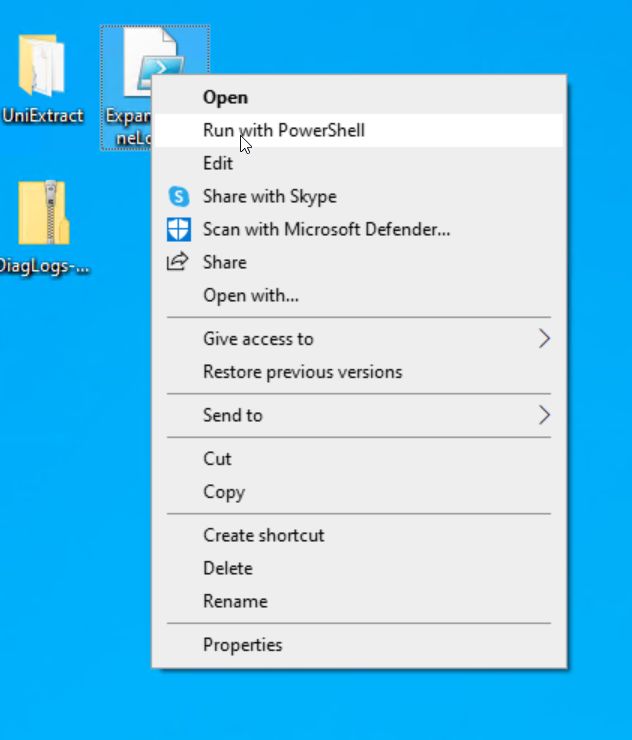 UniExtract
Expan
neLo
DiagLogs-...
Open
Run with PowerShell
Edit
Share with Skype
Scan with Microsoft Defender...
Share
Open with...
Give access to
Restore previous versions
Send to
Cut
Copy
Create shortcut
Delete
Rename
Properties